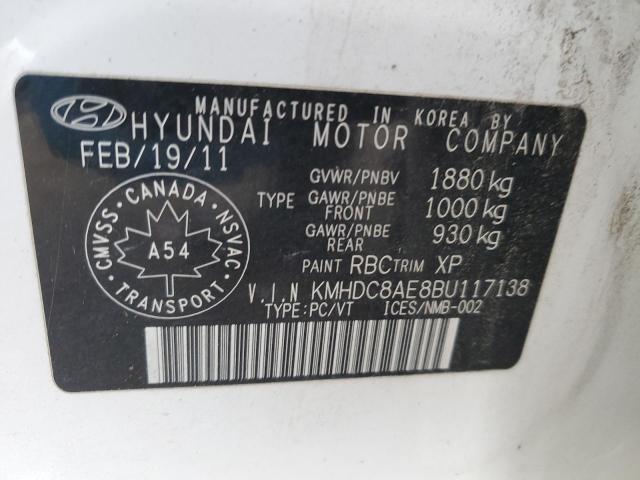 MANUFACTURED IN KOREA BY
HYUNDAI MOTOR COMPANY
FEB/19/11
GVWR/PNBV 1880 kg
TYPE GAWR/PNBE FRONT 1000 kg
GAWR/PNBE REAR 930 kg
PAINT RBC TRIM XP
CMVSS · CANADA · NSVAC
A54
TRANSPORT
V.I.N KMHDC8AE8BU117138
TYPE:PC/VT ICES/NMB-002